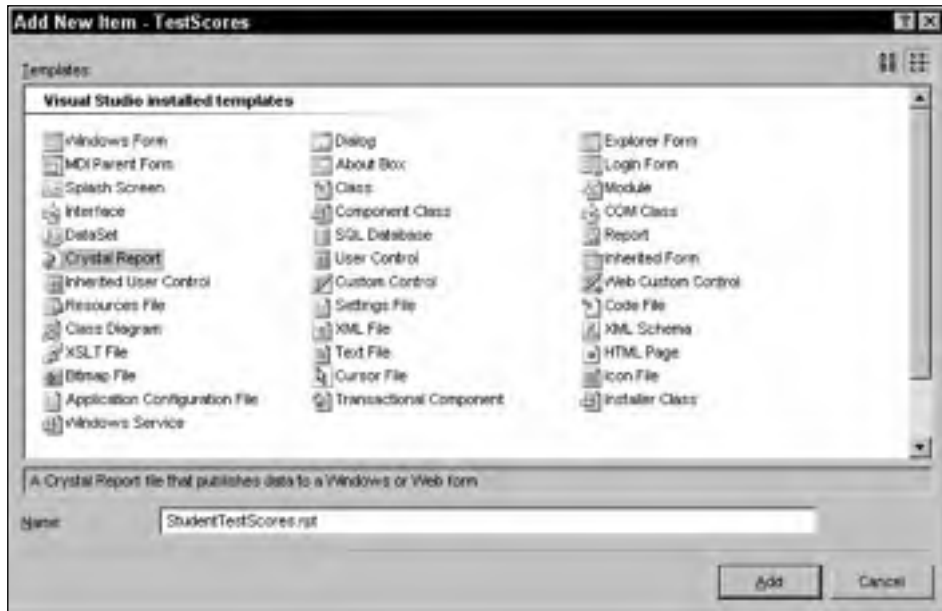 Add New Item - TestScores
Templates:
Visual Studio installed templates
Windows Form Dialog Explorer Form
MDI Parent Form About Box Login Form
Splash Screen Class Module
Interface Component Class COM Class
DataSet SQL Database Report
Crystal Report User Control Inherited Form
Inherited User Control Custom Control Web Custom Control
Resources File Settings File Code File
Class Diagram XML File XML Schema
XSLT File Text File HTML Page
Bitmap File Cursor File Icon File
Application Configuration File Transactional Component Installer Class
Windows Service
A Crystal Report file that publishes data to a Windows or Web form
Name: StudentTestScores.rpt
Add Cancel